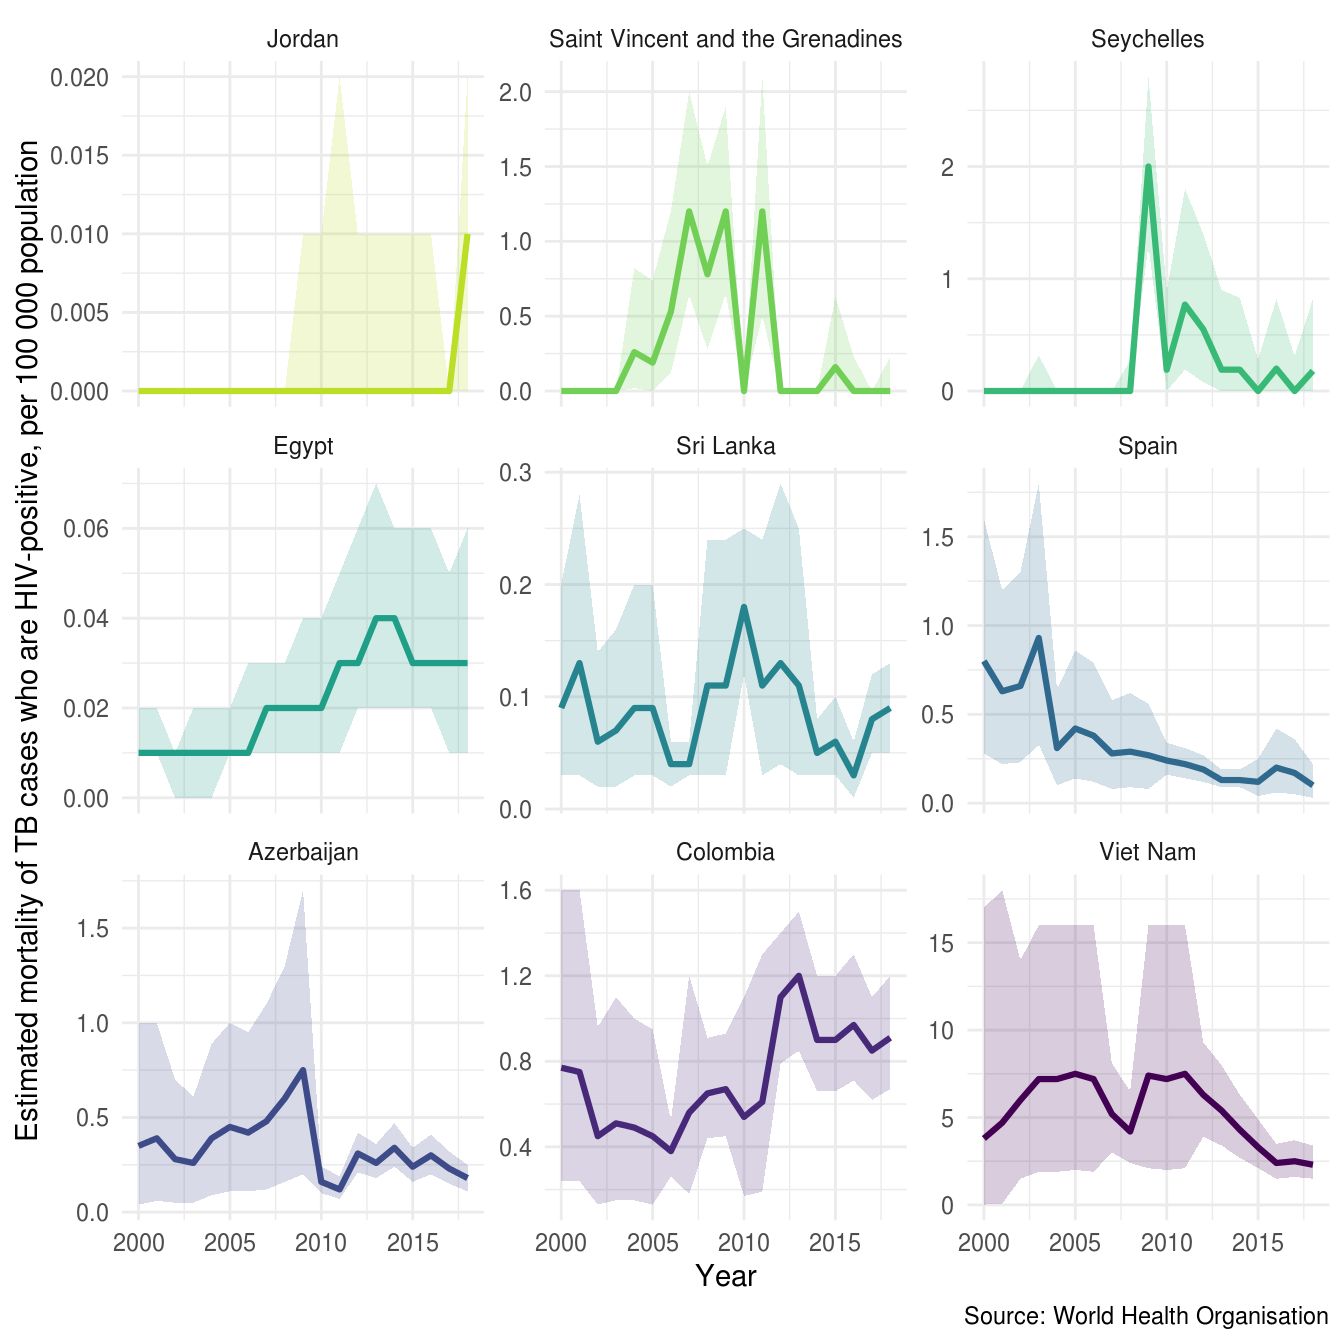 Estimated mortality of TB cases who are HIV-positive, per 100 000 population
Jordan
0.020
0.015
0.010
0.005
0.000
Saint Vincent and the Grenadines
2.0
1.5
1.0
0.5
0.0
Seychelles
2
1
0
Egypt
0.06
0.04
0.02
0.00
Sri Lanka
0.3
0.2
0.1
0.0
Spain
1.5
1.0
0.5
0.0
Azerbaijan
1.5
1.0
0.5
0.0
2000 2005 2010 2015
Colombia
1.6
1.2
0.8
0.4
2000 2005 2010 2015
Viet Nam
15
10
5
0
2000 2005 2010 2015
Year
Source: World Health Organisation